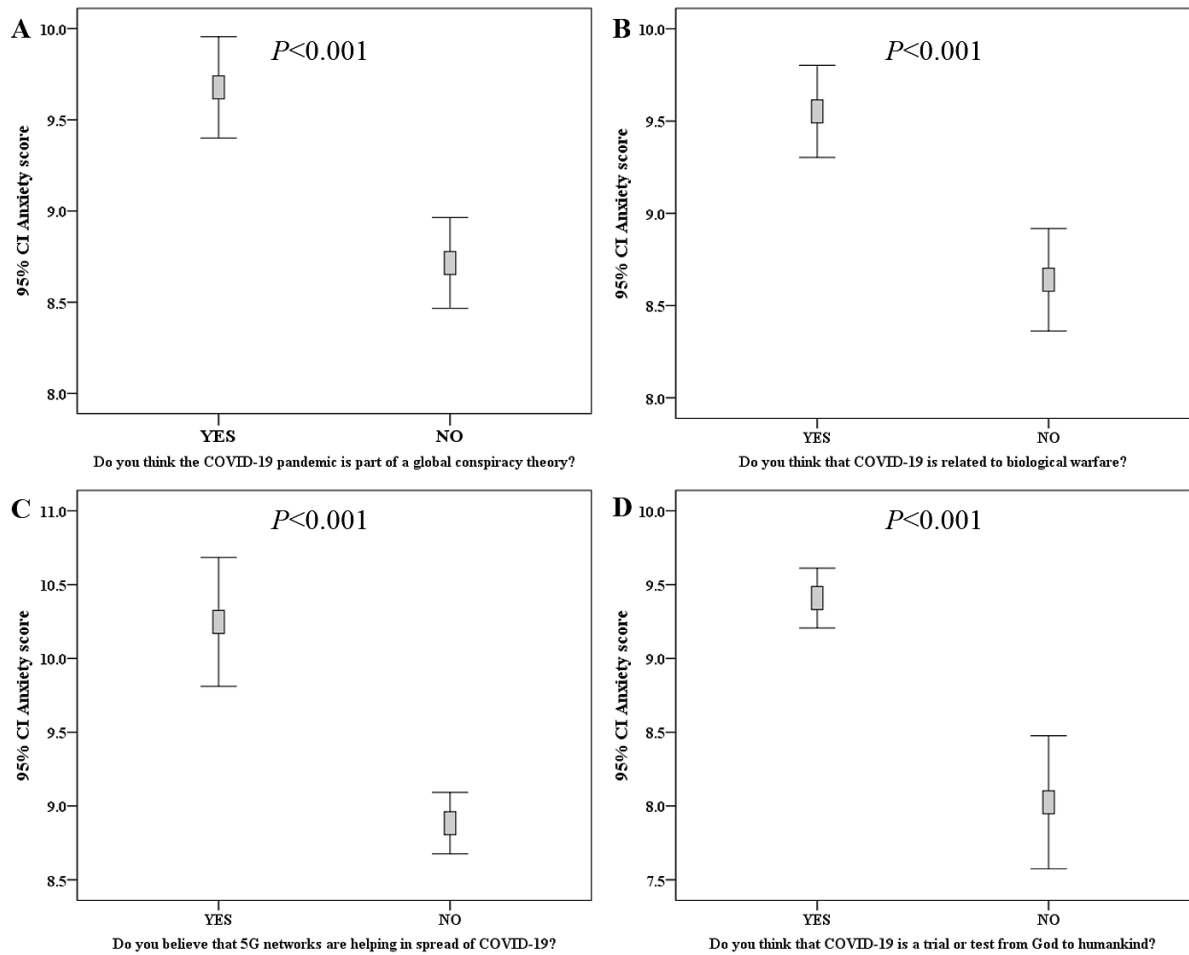 A
P<0.001
95% CI Anxiety score
10.0
9.5
9.0
8.5
8.0
YES
NO
Do you think the COVID-19 pandemic is part of a global conspiracy theory?
B
P<0.001
95% CI Anxiety score
10.0
9.5
9.0
8.5
8.0
YES
NO
Do you think that COVID-19 is related to biological warfare?
C
P<0.001
95% CI Anxiety score
11.0
10.5
10.0
9.5
9.0
8.5
YES
NO
Do you believe that 5G networks are helping in spread of COVID-19?
D
P<0.001
95% CI Anxiety score
10.0
9.5
9.0
8.5
8.0
7.5
YES
NO
Do you think that COVID-19 is a trial or test from God to humankind?